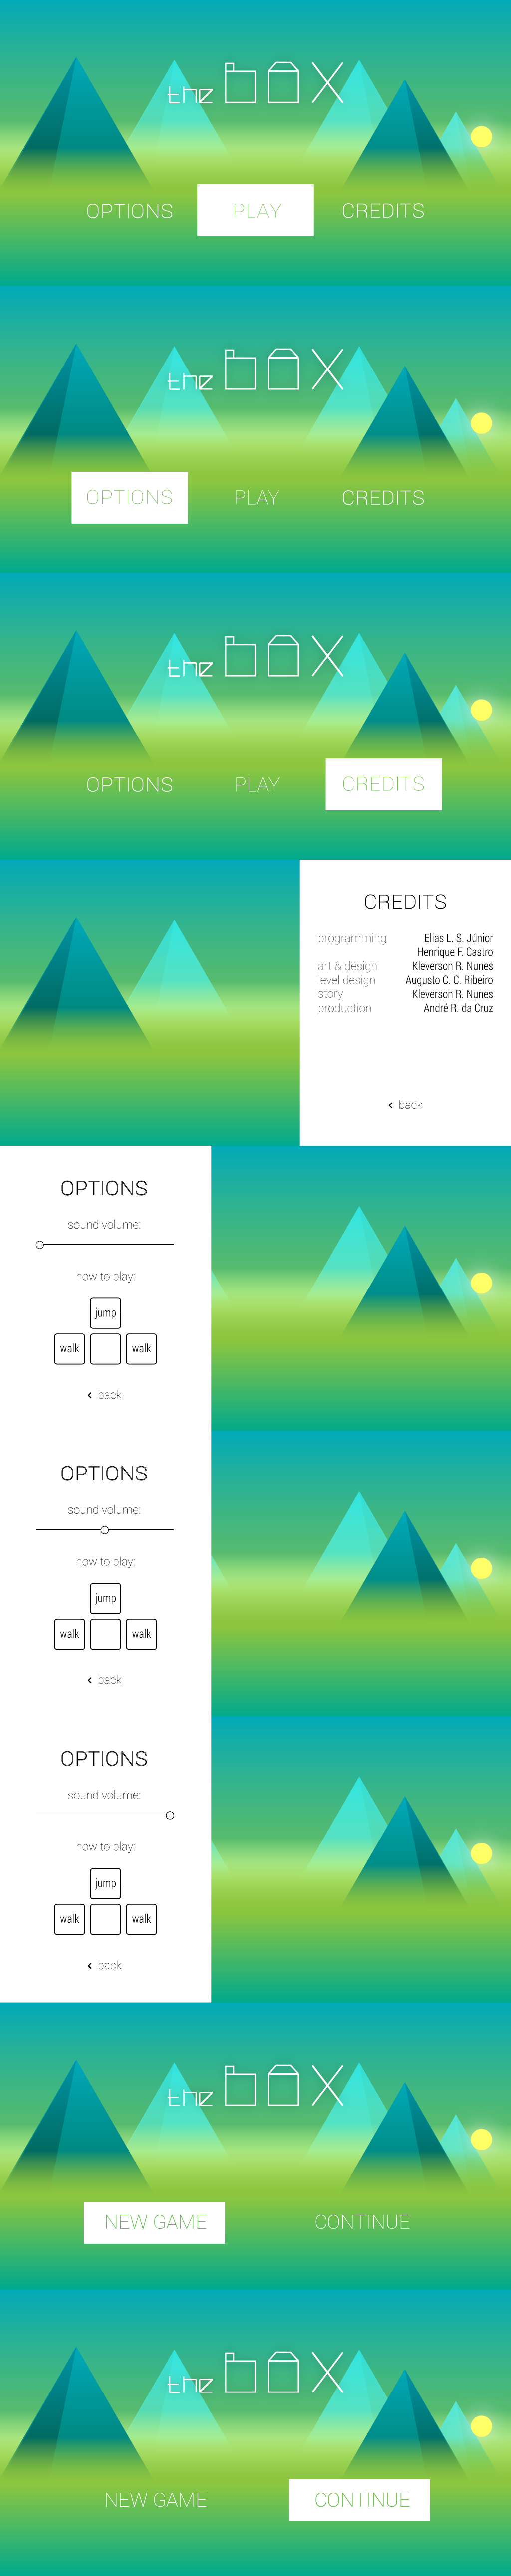 the box
OPTIONS PLAY CREDITS
the box
OPTIONS PLAY CREDITS
the box
OPTIONS PLAY CREDITS
CREDITS
programming Elias L. S. Júnior
Henrique F. Castro
art & design Kleverson R. Nunes
level design Augusto C. C. Ribeiro
story Kleverson R. Nunes
production André R. da Cruz
‹ back
OPTIONS
sound volume:
how to play:
jump
walk walk
‹ back
OPTIONS
sound volume:
how to play:
jump
walk walk
‹ back
OPTIONS
sound volume:
how to play:
jump
walk walk
‹ back
the box
NEW GAME CONTINUE
the box
NEW GAME CONTINUE